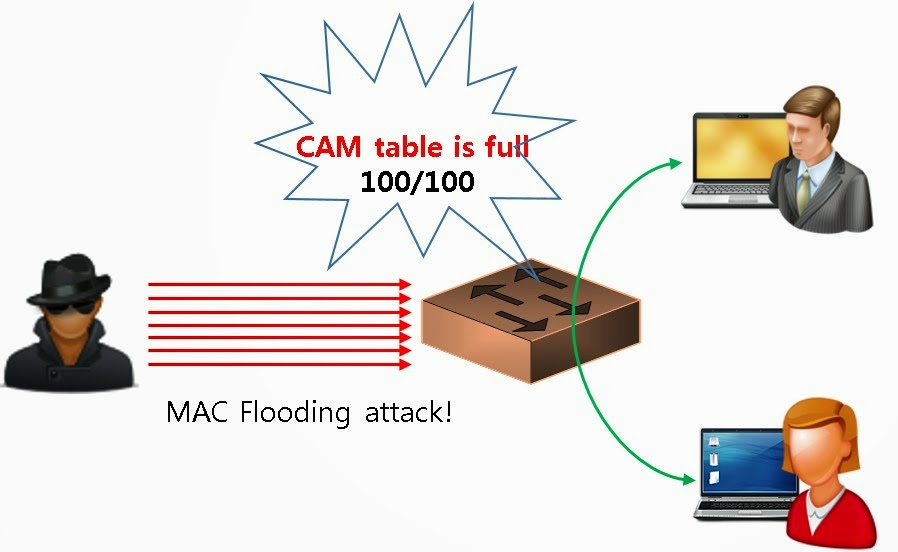 CAM table is full
100/100
MAC Flooding attack!